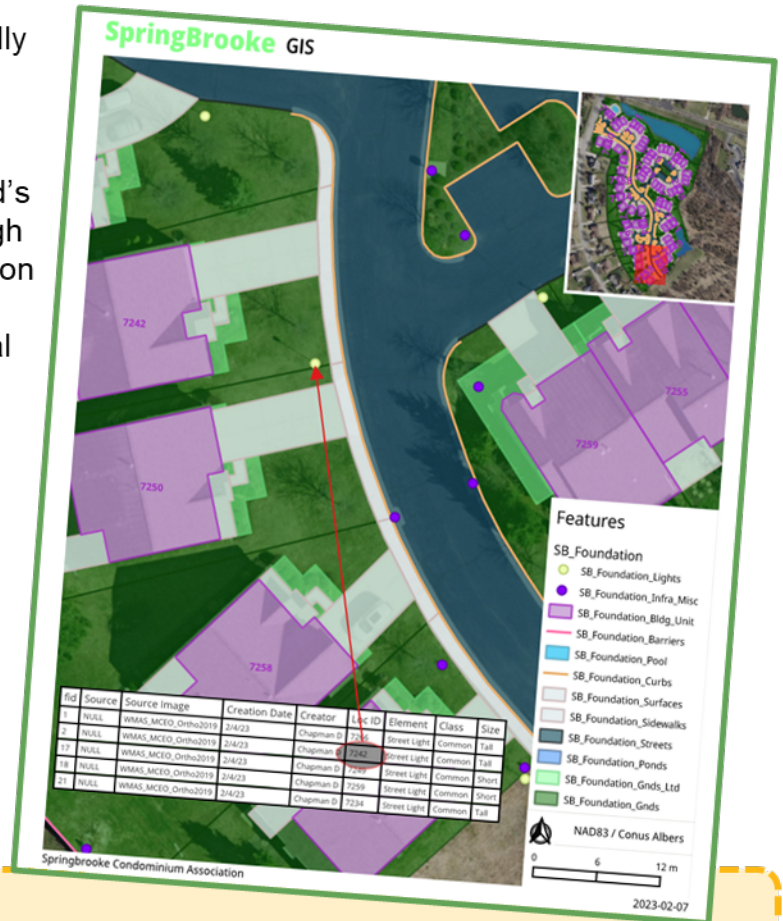 lly
d's
gh
on
al
SpringBrooke GIS
7242
7250
7258
7255
7259
Features
SB_Foundation
SB_Foundation_Lights
SB_Foundation_Infra_Misc
SB_Foundation_Bldg_Unit
SB_Foundation_Barriers
SB_Foundation_Pool
SB_Foundation_Curbs
SB_Foundation_Surfaces
SB_Foundation_Sidewalks
SB_Foundation_Streets
SB_Foundation_Ponds
SB_Foundation_Gnds_Ltd
SB_Foundation_Gnds
NAD83 / Conus Albers
0 6 12 m
2023-02-07
fid Source Source Image Creation Date Creator Loc ID Element Class Size
1 NULL WMAS_MCEO_Ortho2019 2/4/23 Chapman D Street Light Common Tall
2 NULL WMAS_MCEO_Ortho2019 2/4/23 Chapman D 7242 Street Light Common Tall
17 NULL WMAS_MCEO_Ortho2019 2/4/23 Chapman D Street Light Common Short
18 NULL WMAS_MCEO_Ortho2019 2/4/23 Chapman D 7259 Street Light Common Short
21 NULL WMAS_MCEO_Ortho2019 2/4/23 Chapman D 7234 Street Light Common Tall
Springbrooke Condominium Association